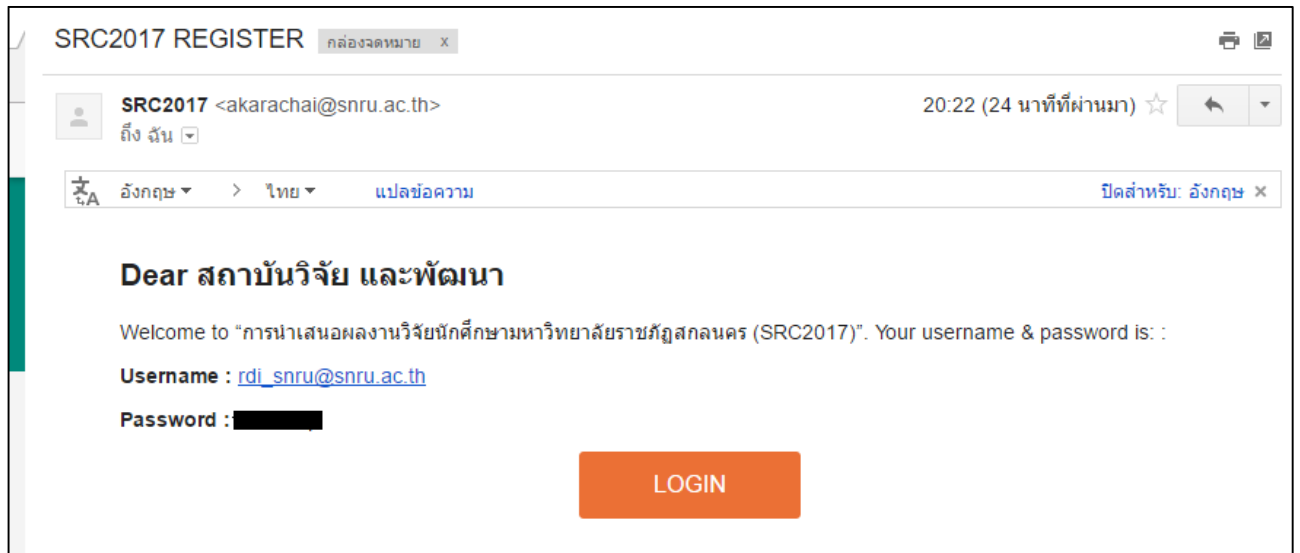 SRC2017 REGISTER กล่องจดหมาย x
SRC2017 <akarachai@snru.ac.th> 20:22 (24 นาทีที่ผ่านมา)
ถึง ฉัน
อังกฤษ > ไทย แปลข้อความ ปิดสำหรับ: อังกฤษ ×
Dear สถาบันวิจัย และพัฒนา
Welcome to “การนำเสนอผลงานวิจัยนักศึกษามหาวิทยาลัยราชภัฏสกลนคร (SRC2017)”. Your username & password is: :
Username : rdi_snru@snru.ac.th
Password :
LOGIN